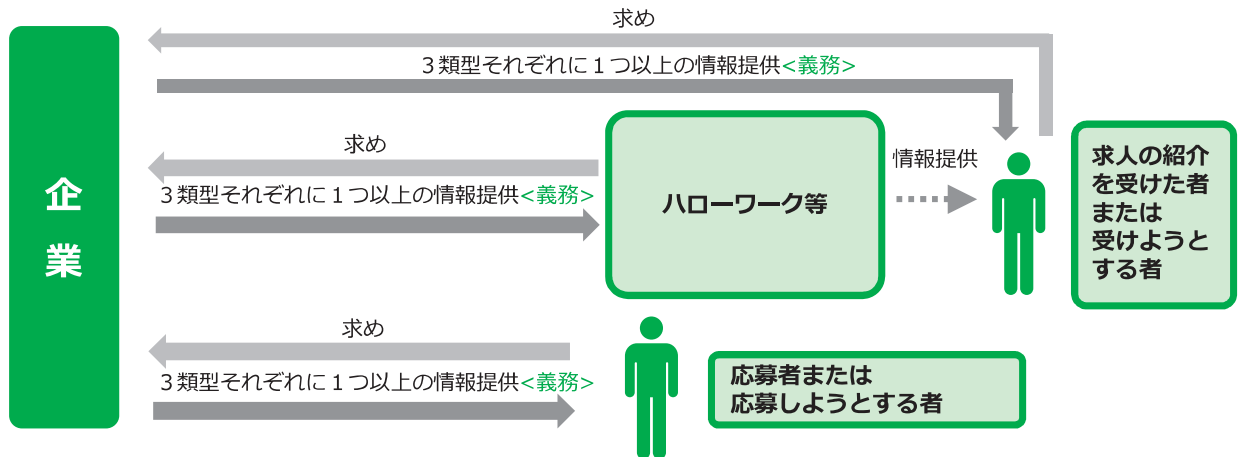 求め
3類型それぞれに1つ以上の情報提供<義務>
企業
求め
3類型それぞれに1つ以上の情報提供<義務>
ハローワーク等
情報提供
求人の紹介
を受けた者
または
受けようと
する者
求め
3類型それぞれに1つ以上の情報提供<義務>
応募者または
応募しようとする者